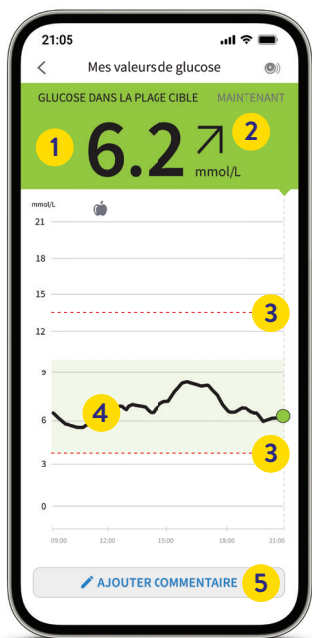 21:05
Mes valeurs de glucose
GLUCOSE DANS LA PLAGE CIBLE MAINTENANT
1 6.2 2
mmol/L
mmol/L
21
18
15
3
12
9
4
6
3
3
0
09:00 12:00 15:00 18:00 21:00
AJOUTER COMMENTAIRE 5